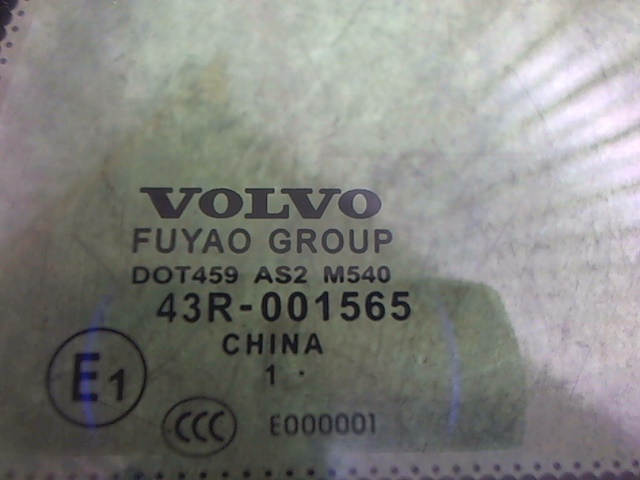 VOLVO
FUYAO GROUP
DOT459 AS2 M540
43R-001565
CHINA
1 ·
E1
CCC E000001